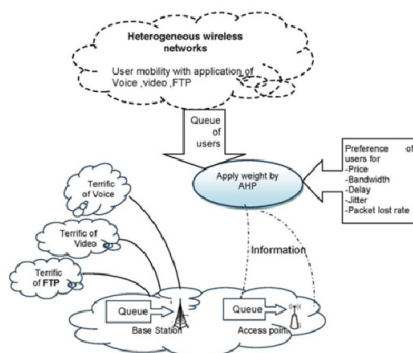 Heterogeneous wireless
networks
User mobility with application of
Voice ,video ,FTP
Queue
of
users
Preference of
users for
-Price
-Bandwidth
-Delay
-Jitter
-Packet lost rate
Apply weight by
AHP
Terrific
of Voice
Terrific of
Video
Terrific
of FTP
Information
Queue
Base Station
Queue
Access point